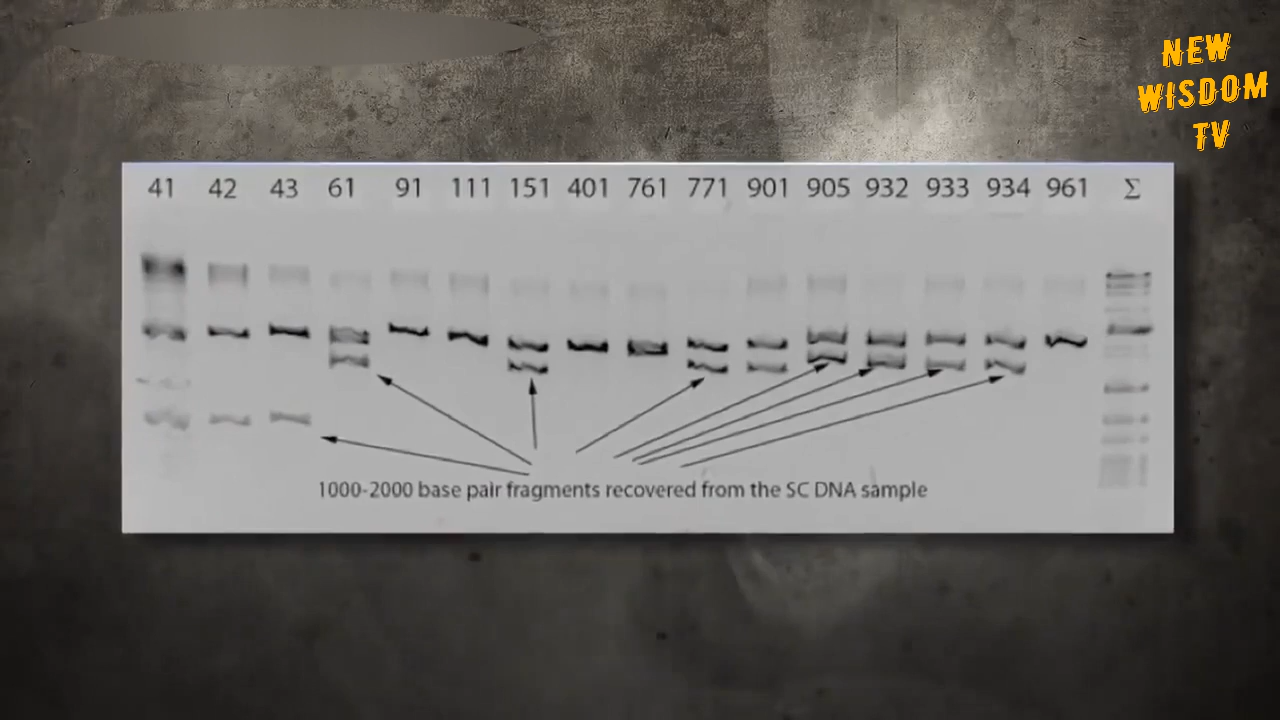 NEW
WISDOM
TV
41 42 43 61 91 111 151 401 761 771 901 905 932 933 934 961 Σ
1000-2000 base pair fragments recovered from the SC DNA sample